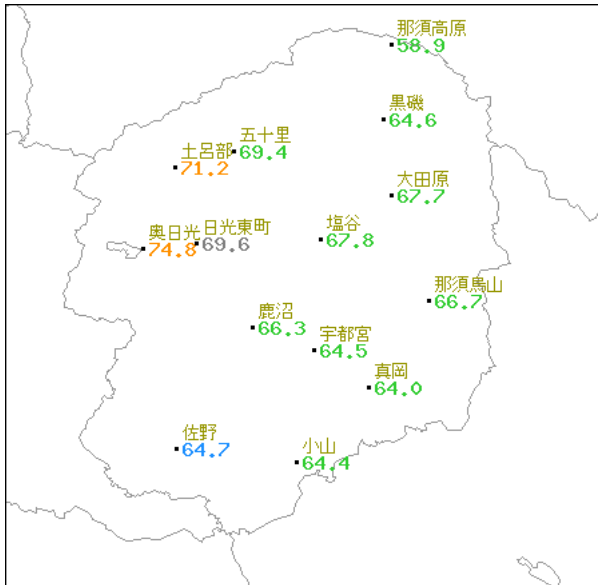 那須高原
58.9
黒磯
64.6
五十里
69.4
土呂部
71.2
大田原
67.7
日光東町
69.6
奥日光
74.8
塩谷
67.8
那須烏山
66.7
鹿沼
66.3
宇都宮
64.5
真岡
64.0
佐野
64.7
小山
64.4